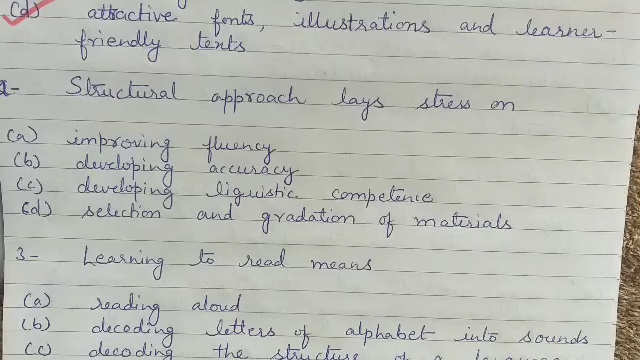 (d) attractive fonts, illustrations and learner-
friendly texts
Structural approach lays stress on
(a) improving fluency
(b) developing accuracy
(c) developing liguistic competence
(d) selection and gradation of materials
3- Learning to read means
(a) reading aloud
(b) decoding letters of alphabet into sounds
(c) decoding the structure of a